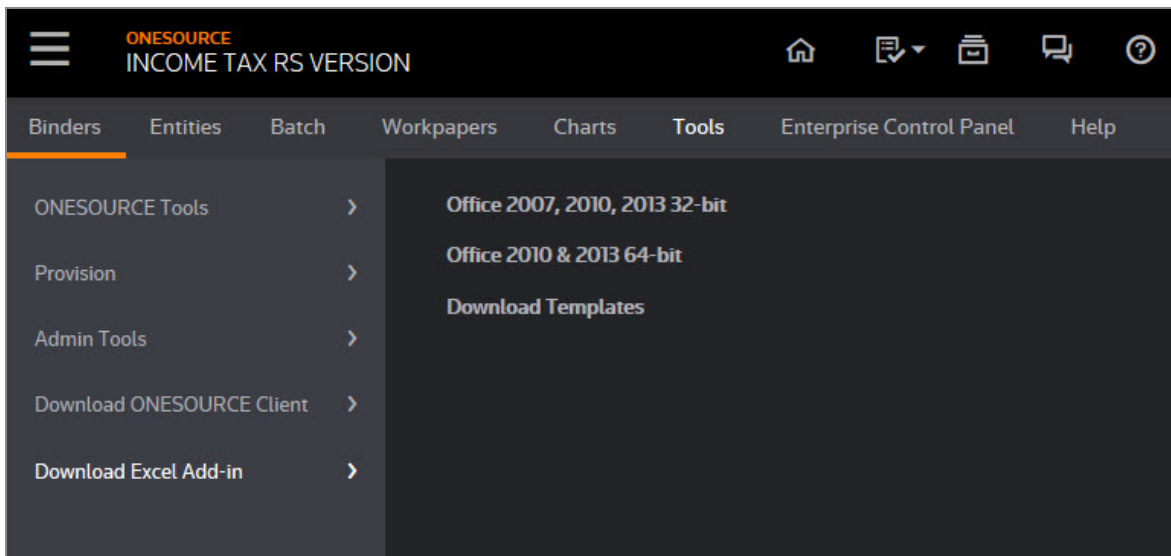 ONESOURCE
INCOME TAX RS VERSION
Binders Entities Batch Workpapers Charts Tools Enterprise Control Panel Help
ONESOURCE Tools
Provision
Admin Tools
Download ONESOURCE Client
Download Excel Add-in
Office 2007, 2010, 2013 32-bit
Office 2010 & 2013 64-bit
Download Templates